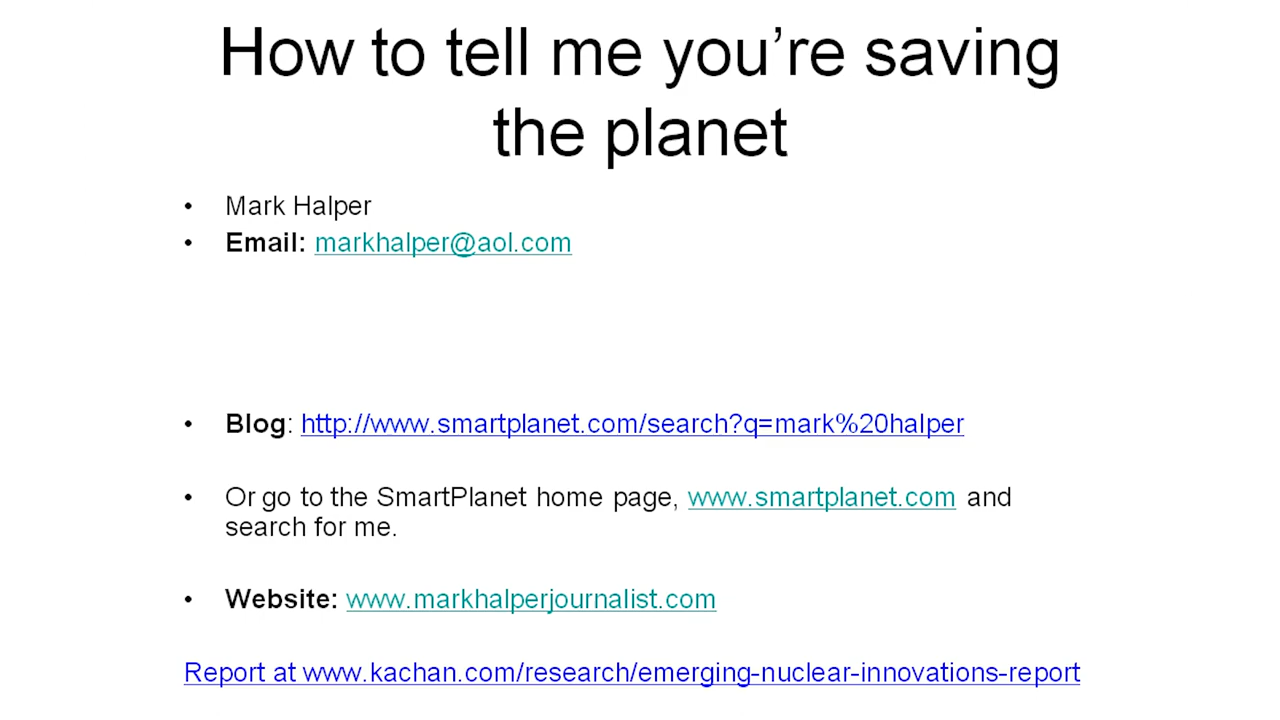 How to tell me you're saving
the planet
• Mark Halper
• Email: markhalper@aol.com
• Blog: http://www.smartplanet.com/search?q=mark%20halper
• Or go to the SmartPlanet home page, www.smartplanet.com and
search for me.
• Website: www.markhalperjournalist.com
Report at www.kachan.com/research/emerging-nuclear-innovations-report